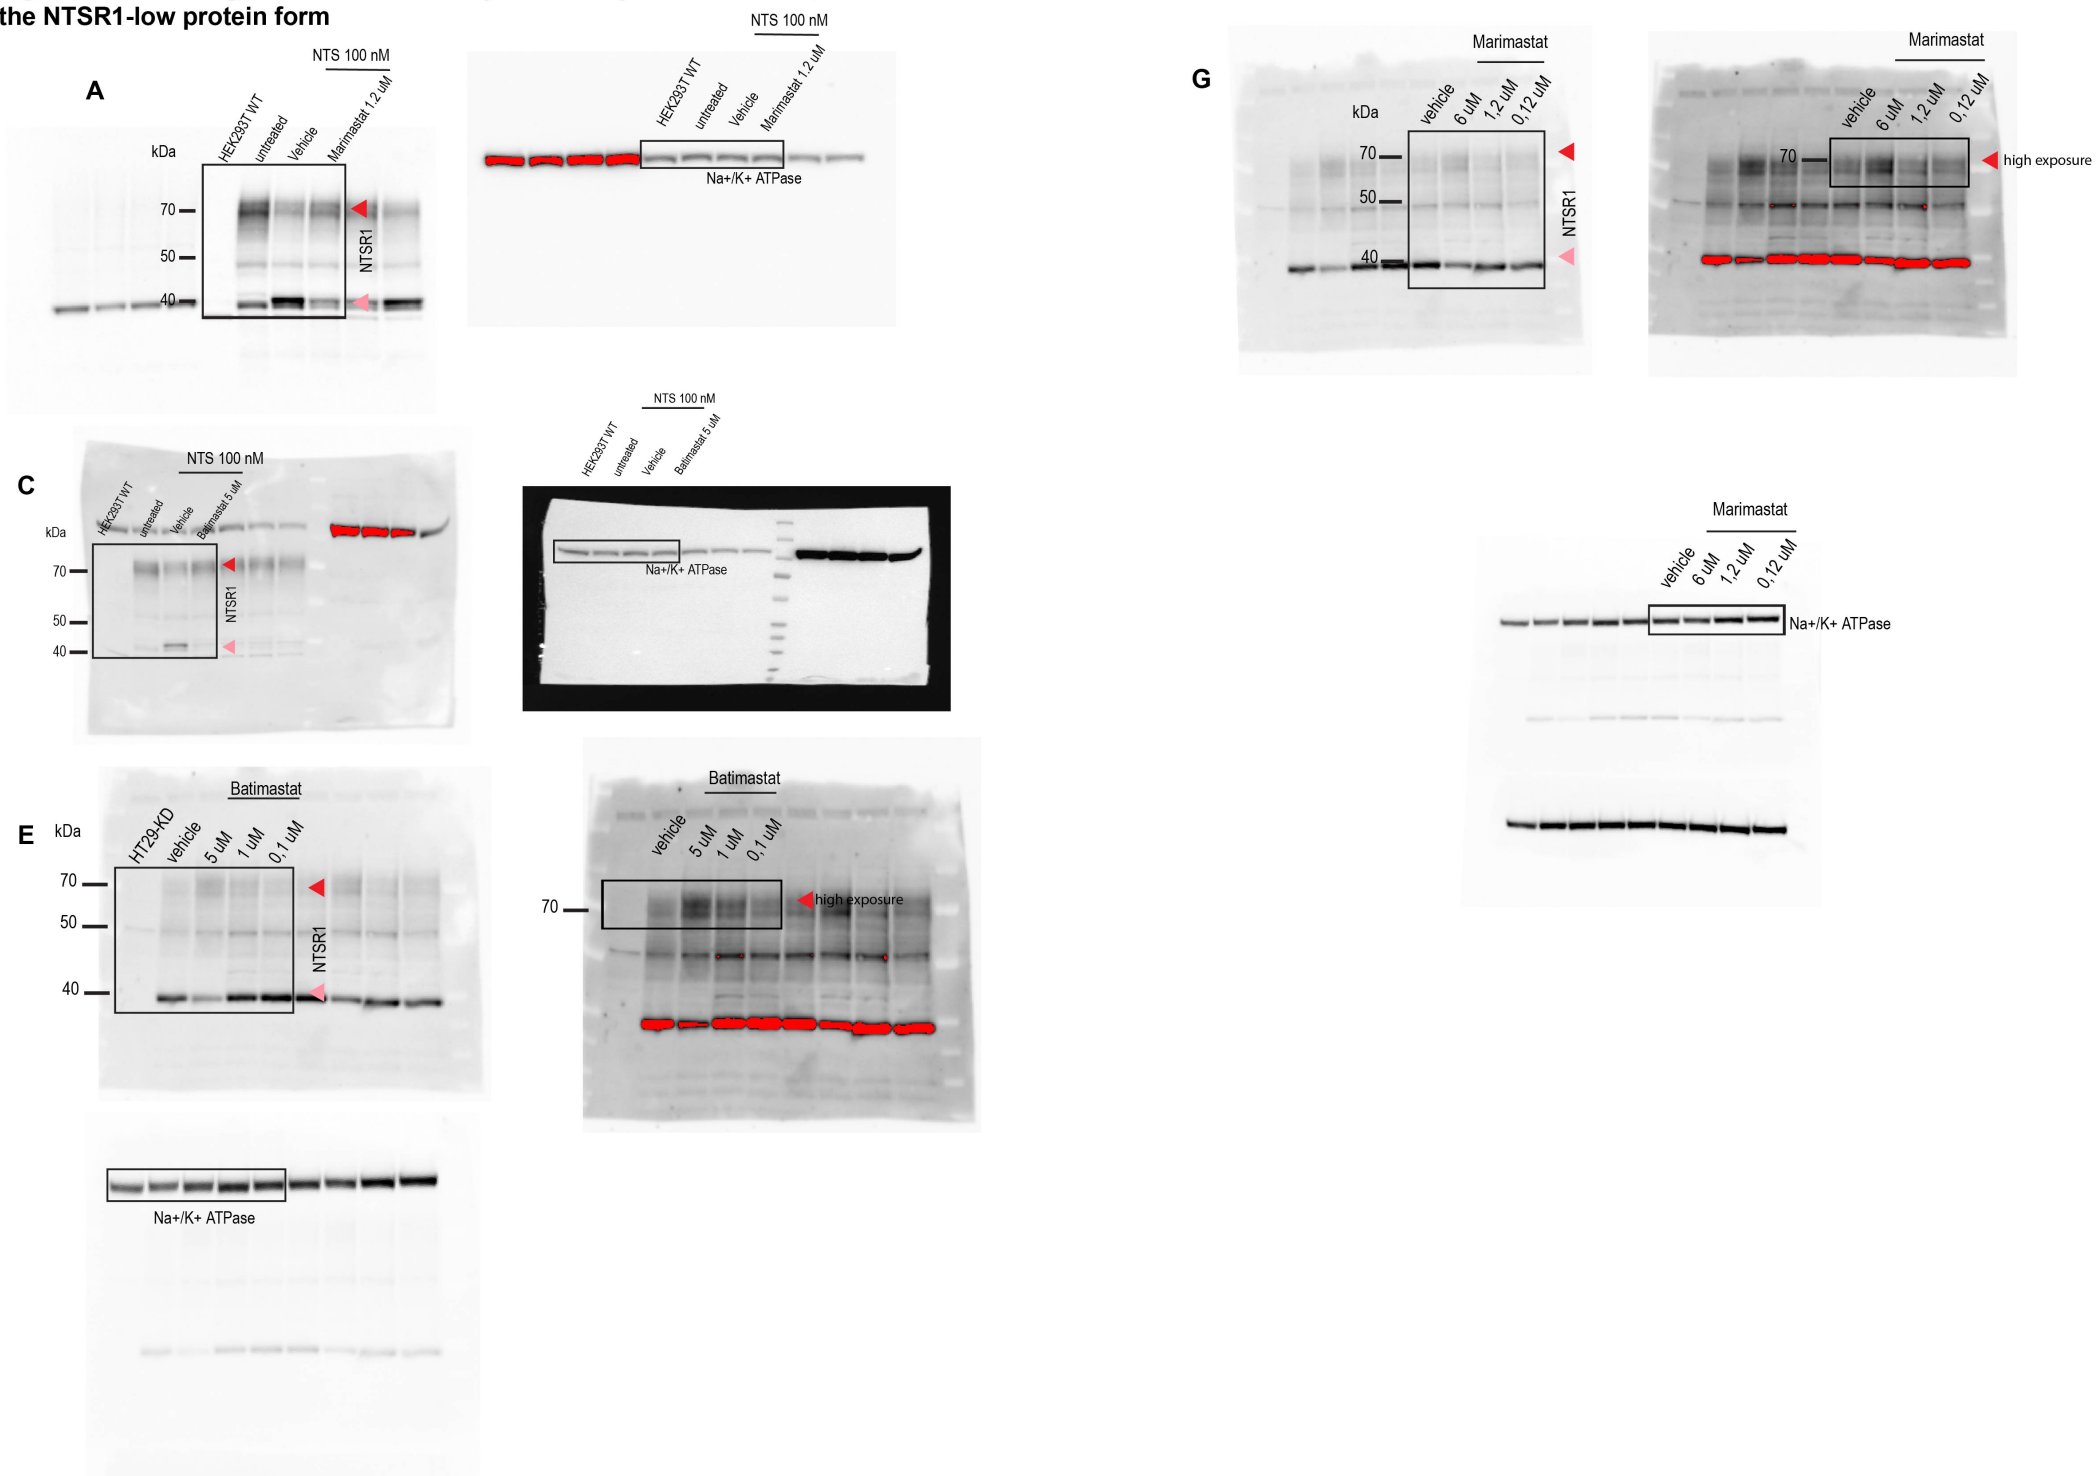 the NTSR1-low protein form
A
NTS 100 nM
HEK293T WT
untreated
Vehicle
Marimastat 1.2 uM
kDa
70
50
40
NTSR1
NTS 100 nM
HEK293T WT
untreated
Vehicle
Marimastat 1.2 uM
Na+/K+ ATPase
C
NTS 100 nM
HEK293T WT
untreated
Vehicle
Batimastat 5 uM
kDa
70
50
40
NTSR1
NTS 100 nM
HEK293T WT
untreated
Vehicle
Batimastat 5 uM
Na+/K+ ATPase
E
Batimastat
HT29-KD
vehicle
5 uM
1 uM
0,1 uM
kDa
70
50
40
NTSR1
Batimastat
vehicle
5 uM
1 uM
0,1 uM
70
high exposure
Na+/K+ ATPase
G
Marimastat
vehicle
6 uM
1,2 uM
0,12 uM
kDa
70
50
40
NTSR1
Marimastat
vehicle
6 uM
1,2 uM
0,12 uM
70
high exposure
Marimastat
vehicle
6 uM
1,2 uM
0,12 uM
Na+/K+ ATPase